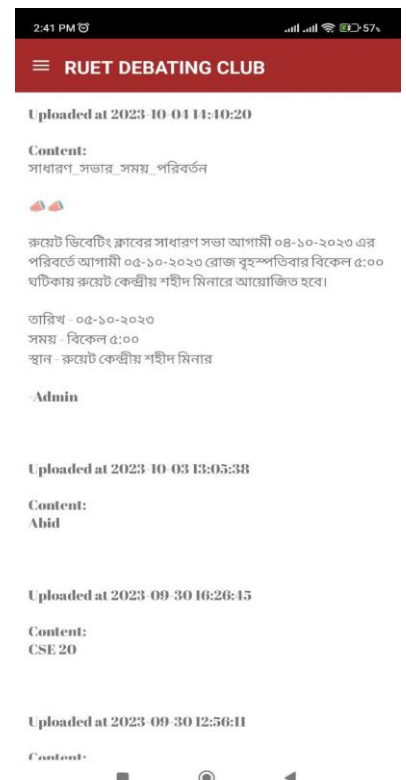 2:41 PM
57%
RUET DEBATING CLUB
Uploaded at 2023-10-04 14:40:20
Content:
সাধারণ_সভার_সময়_পরিবর্তন
রুয়েট ডিবেটিং ক্লাবের সাধারণ সভা আগামী ০৪-১০-২০২৩ এর
পরিবর্তে আগামী ০৫-১০-২০২৩ রোজ বৃহস্পতিবার বিকেল ৫:০০
ঘটিকায় রুয়েট কেন্দ্রীয় শহীদ মিনারে আয়োজিত হবে।
তারিখ - ০৫-১০-২০২৩
সময় - বিকেল ৫:০০
স্থান - রুয়েট কেন্দ্রীয় শহীদ মিনার
-Admin
Uploaded at 2023-10-03 13:05:38
Content:
Abid
Uploaded at 2023-09-30 16:26:45
Content:
CSE 20
Uploaded at 2023-09-30 12:56:11
Content: